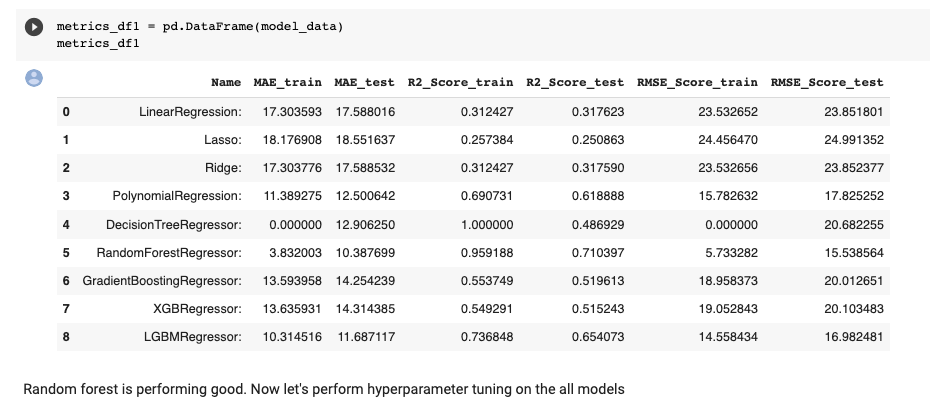 metrics_df1 = pd.DataFrame(model_data)
metrics_df1
Name MAE_train MAE_test R2_Score_train R2_Score_test RMSE_Score_train RMSE_Score_test
0 LinearRegression: 17.303593 17.588016 0.312427 0.317623 23.532652 23.851801
1 Lasso: 18.176908 18.551637 0.257384 0.250863 24.456470 24.991352
2 Ridge: 17.303776 17.588532 0.312427 0.317590 23.532656 23.852377
3 PolynomialRegression: 11.389275 12.500642 0.690731 0.618888 15.782632 17.825252
4 DecisionTreeRegressor: 0.000000 12.906250 1.000000 0.486929 0.000000 20.682255
5 RandomForestRegressor: 3.832003 10.387699 0.959188 0.710397 5.733282 15.538564
6 GradientBoostingRegressor: 13.593958 14.254239 0.553749 0.519613 18.958373 20.012651
7 XGBRegressor: 13.635931 14.314385 0.549291 0.515243 19.052843 20.103483
8 LGBMRegressor: 10.314516 11.687117 0.736848 0.654073 14.558434 16.982481
Random forest is performing good. Now let's perform hyperparameter tuning on the all models